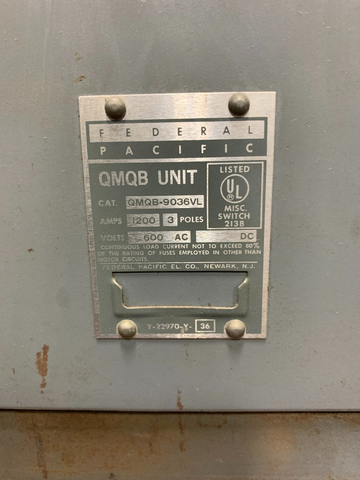 FEDERAL
PACIFIC
QMQB UNIT
LISTED
UL
MISC.
SWITCH
213B
CAT. QMQB-9036VL
AMPS 1200 3 POLES
VOLTS 600 AC DC
CONTINUOUS LOAD CURRENT NOT TO EXCEED 80%
OF THE RATING OF FUSES EMPLOYED IN OTHER THAN
MOTOR CIRCUITS.
FEDERAL PACIFIC EL. CO., NEWARK, N.J.
Y-22970-Y- 36